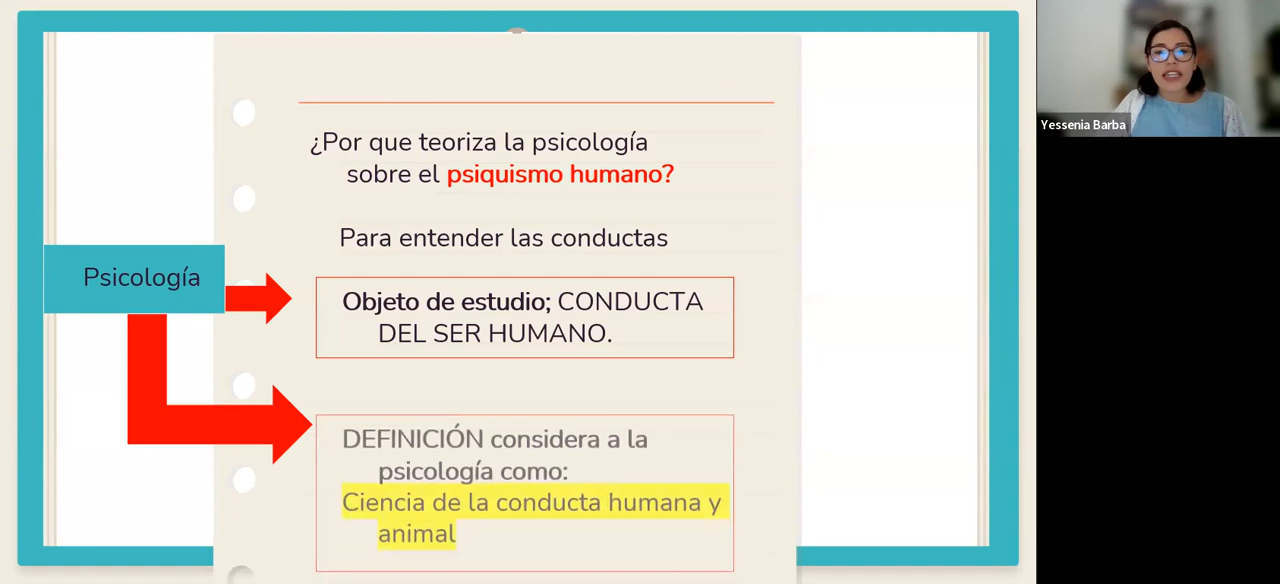 ¿Por que teoriza la psicología
sobre el psiquismo humano?
Para entender las conductas
Psicología
Objeto de estudio; CONDUCTA
DEL SER HUMANO.
DEFINICIÓN considera a la
psicología como:
Ciencia de la conducta humana y
animal
Yessenia Barba